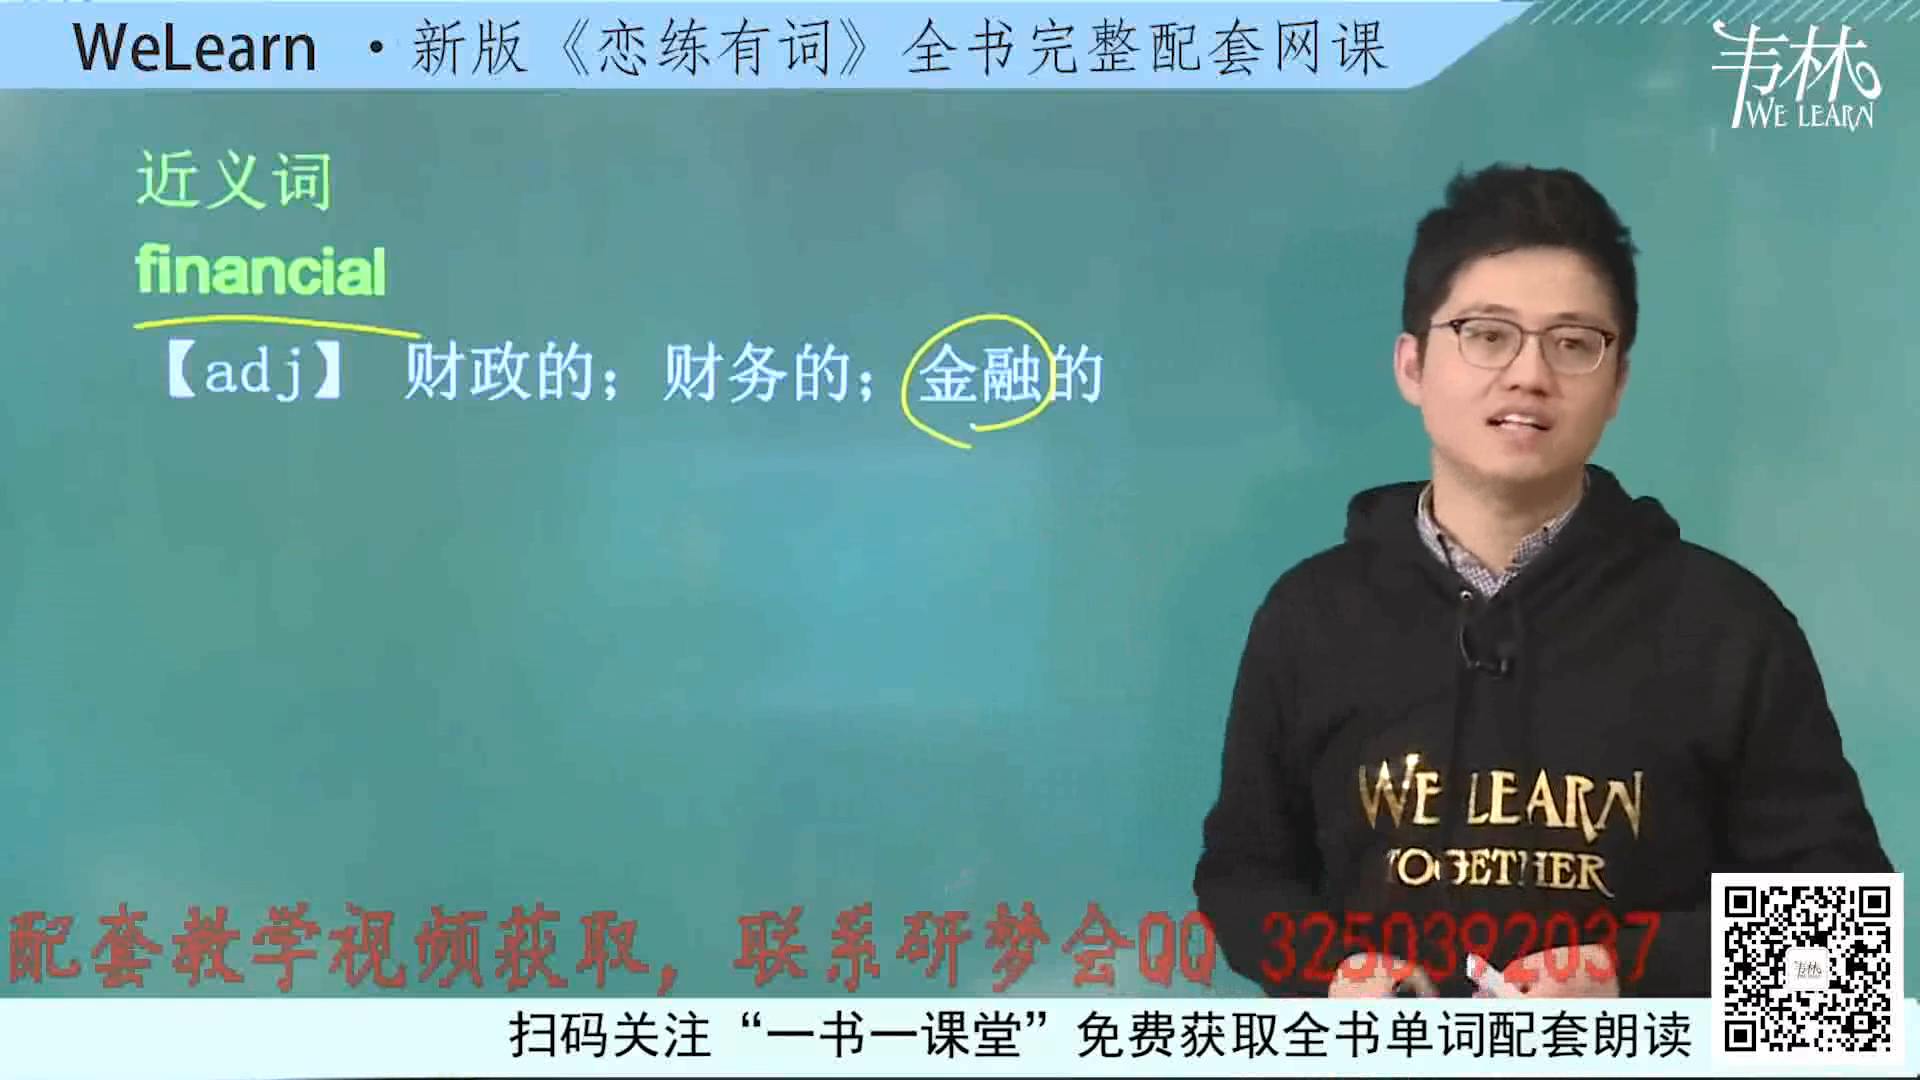 WeLearn ·新版《恋练有词》全书完整配套网课
韦林
WE LEARN
近义词
financial
【adj】 财政的；财务的；金融的
WE LEARN
TOGETHER
配套教学视频获取，联系研梦会QQ 3250392037
扫码关注“一书一课堂”免费获取全书单词配套朗读
韦林